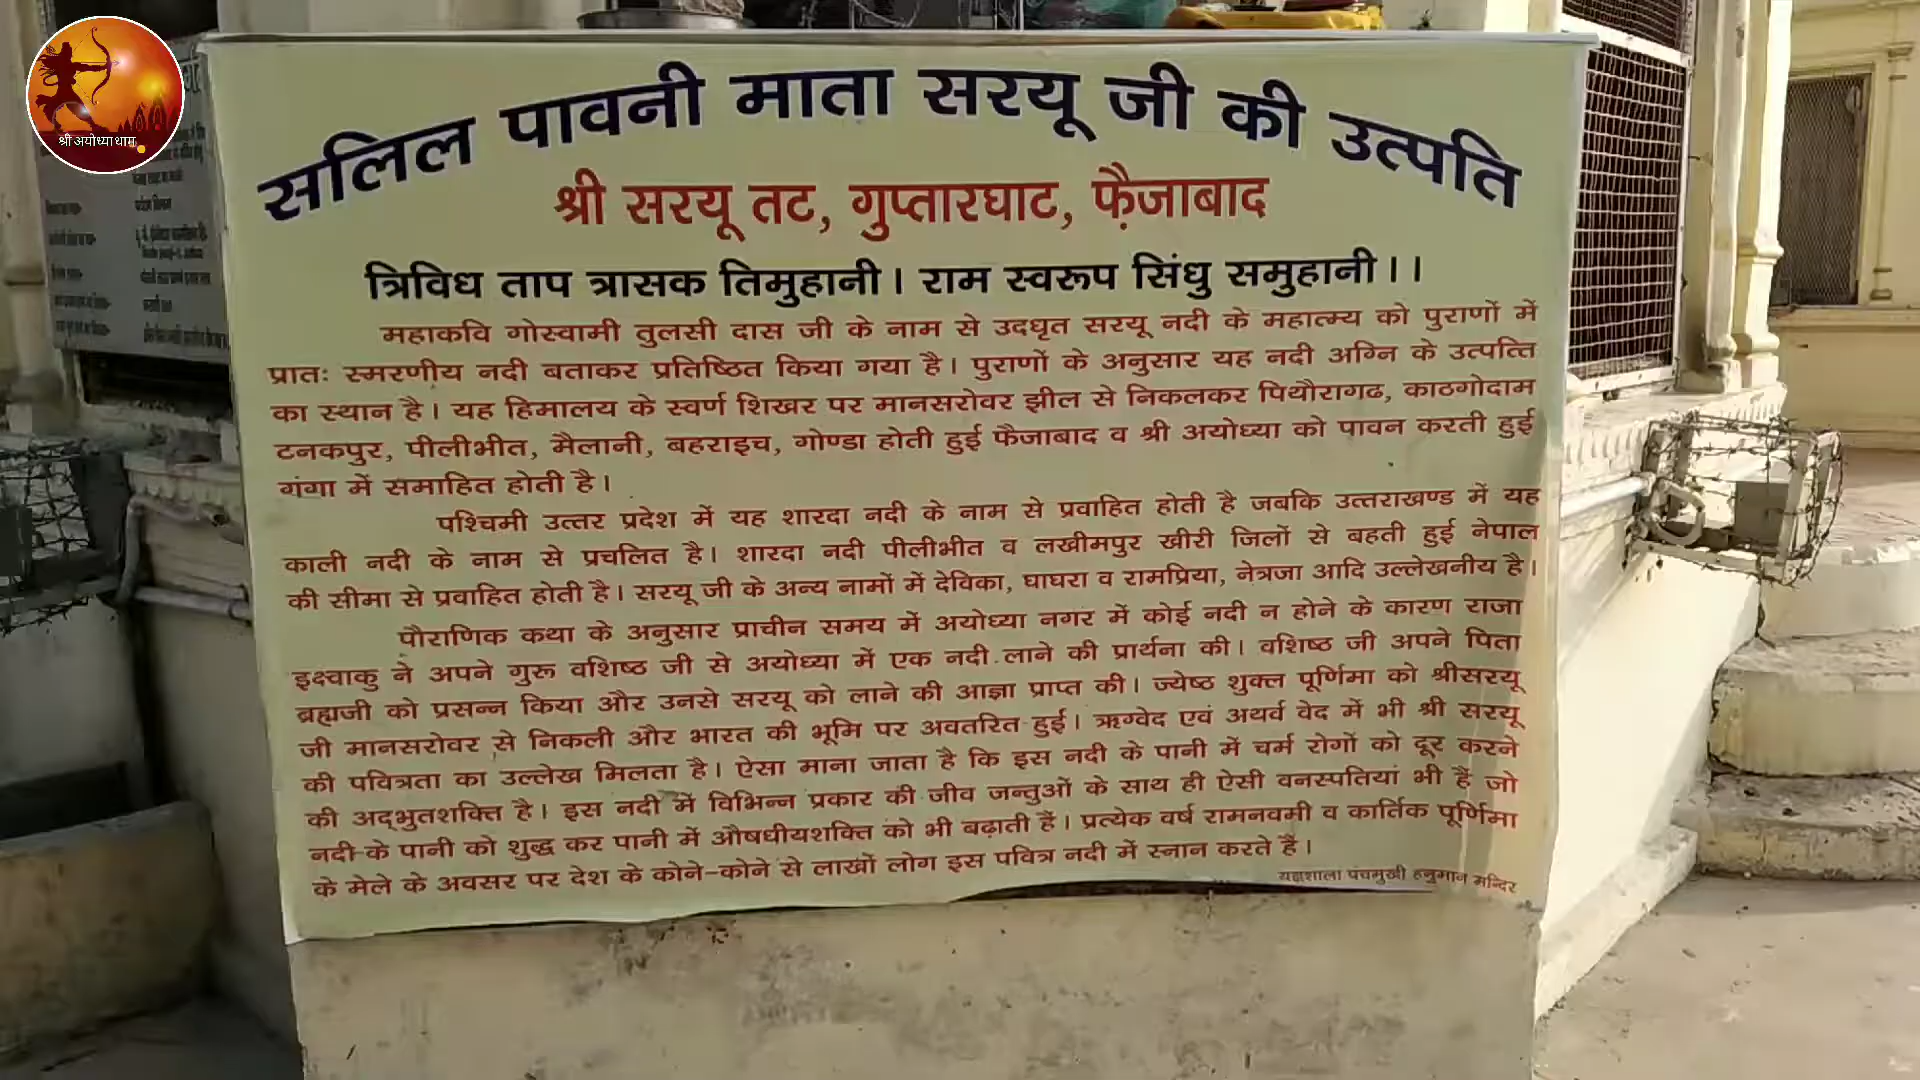 श्री अयोध्या धाम
सलिल पावनी माता सरयू जी की उत्पति
श्री सरयू तट, गुप्तारघाट, फै़जाबाद
त्रिविध ताप त्रासक तिमुहानी। राम स्वरूप सिंधु समुहानी।।
महाकवि गोस्वामी तुलसी दास जी के नाम से उदधृत सरयू नदी के महात्म्य को पुराणों में
प्रातः स्मरणीय नदी बताकर प्रतिष्ठित किया गया है। पुराणों के अनुसार यह नदी अग्नि के उत्पत्ति
का स्थान है। यह हिमालय के स्वर्ण शिखर पर मानसरोवर झील से निकलकर पिथौरागढ, काठगोदाम
टनकपुर, पीलीभीत, मैलानी, बहराइच, गोण्डा होती हुई फैजाबाद व श्री अयोध्या को पावन करती हुई
गंगा में समाहित होती है।
पश्चिमी उत्तर प्रदेश में यह शारदा नदी के नाम से प्रवाहित होती है जबकि उत्तराखण्ड में यह
काली नदी के नाम से प्रचलित है। शारदा नदी पीलीभीत व लखीमपुर खीरी जिलों से बहती हुई नेपाल
की सीमा से प्रवाहित होती है। सरयू जी के अन्य नामों में देविका, घाघरा व रामप्रिया, नेत्रजा आदि उल्लेखनीय है।
पौराणिक कथा के अनुसार प्राचीन समय में अयोध्या नगर में कोई नदी न होने के कारण राजा
इक्ष्वाकु ने अपने गुरू वशिष्ठ जी से अयोध्या में एक नदी लाने की प्रार्थना की। वशिष्ठ जी अपने पिता
ब्रह्मजी को प्रसन्न किया और उनसे सरयू को लाने की आज्ञा प्राप्त की। ज्येष्ठ शुक्ल पूर्णिमा को श्रीसरयू
जी मानसरोवर से निकली और भारत की भूमि पर अवतरित हुई। ऋग्वेद एवं अथर्व वेद में भी श्री सरयू
की पवित्रता का उल्लेख मिलता है। ऐसा माना जाता है कि इस नदी के पानी में चर्म रोगों को दूर करने
की अद्भुतशक्ति है। इस नदी में विभिन्न प्रकार की जीव जन्तुओं के साथ ही ऐसी वनस्पतियां भी हैं जो
नदी के पानी को शुद्ध कर पानी में औषधीयशक्ति को भी बढ़ाती हैं। प्रत्येक वर्ष रामनवमी व कार्तिक पूर्णिमा
के मेले के अवसर पर देश के कोने-कोने से लाखों लोग इस पवित्र नदी में स्नान करते हैं।
यज्ञशाला पंचमुखी हनुमान मन्दिर